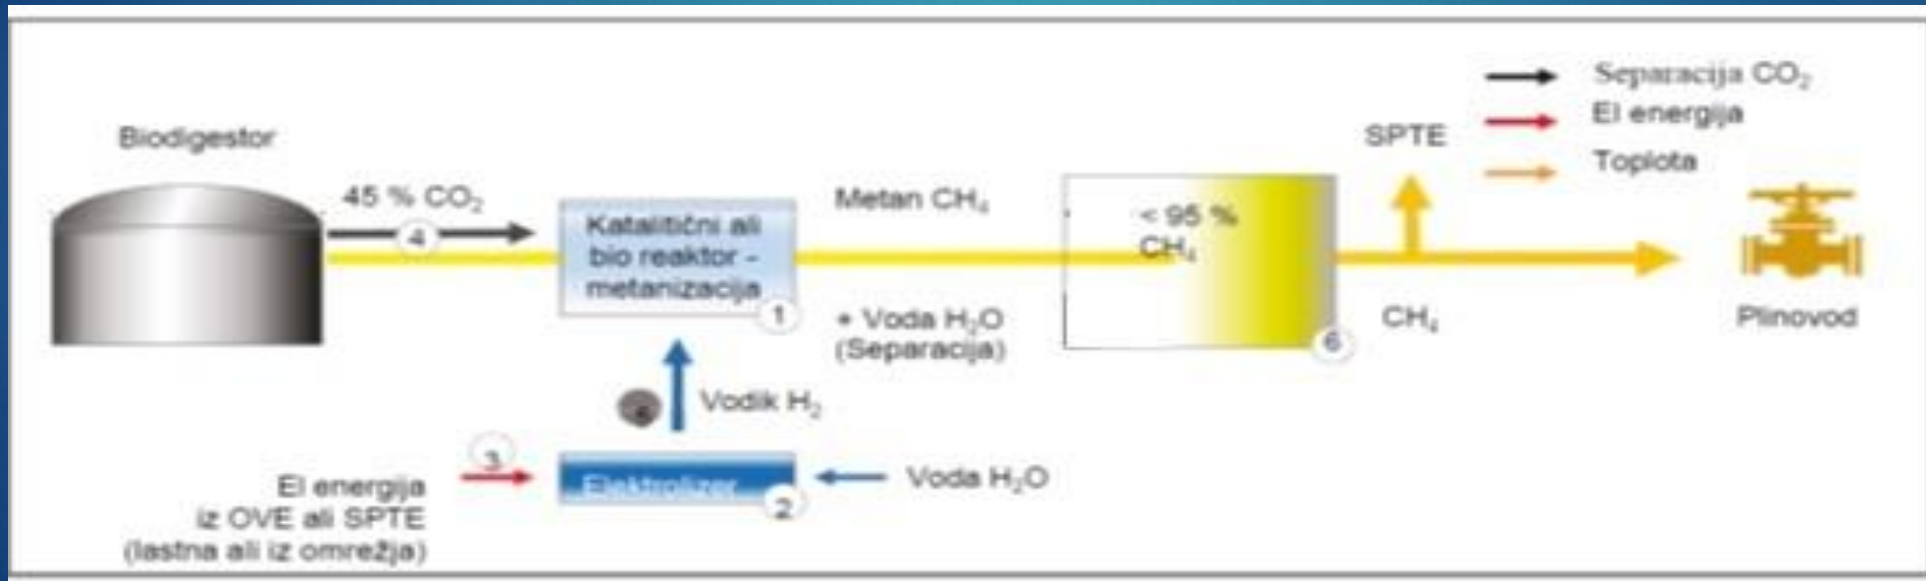 Biodigestor
45 % CO₂
4
Katalitični ali
bio reaktor -
metanizacija
1
Metan CH₄
+ Voda H₂O
(Separacija)
< 95 %
CH₄
6
SPTE
CH₄
Separacija CO₂
El energija
Toplota
Plinovod
Vodik H₂
3
El energija
iz OVE ali SPTE
(lastna ali iz omrežja)
Elektrolizer
2
Voda H₂O